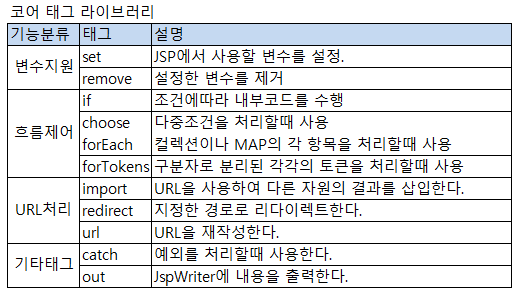 코어 태그 라이브러리
기능분류 태그 설명
변수지원 set JSP에서 사용할 변수를 설정.
remove 설정한 변수를 제거
흐름제어 if 조건에따라 내부코드를 수행
choose 다중조건을 처리할때 사용
forEach 컬렉션이나 MAP의 각 항목을 처리할때 사용
forTokens 구분자로 분리된 각각의 토큰을 처리할때 사용
URL처리 import URL을 사용하여 다른 자원의 결과를 삽입한다.
redirect 지정한 경로로 리다이렉트한다.
url URL을 재작성한다.
기타태그 catch 예외를 처리할때 사용한다.
out JspWriter에 내용을 출력한다.